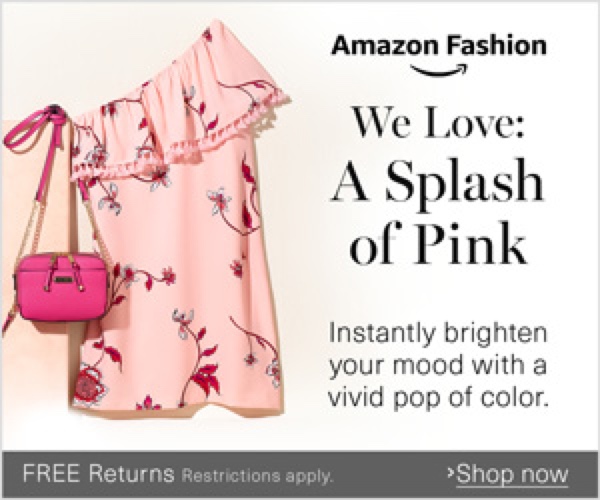 Amazon Fashion
We Love:
A Splash
of Pink
Instantly brighten
your mood with a
vivid pop of color.
FREE Returns Restrictions apply.
›Shop now